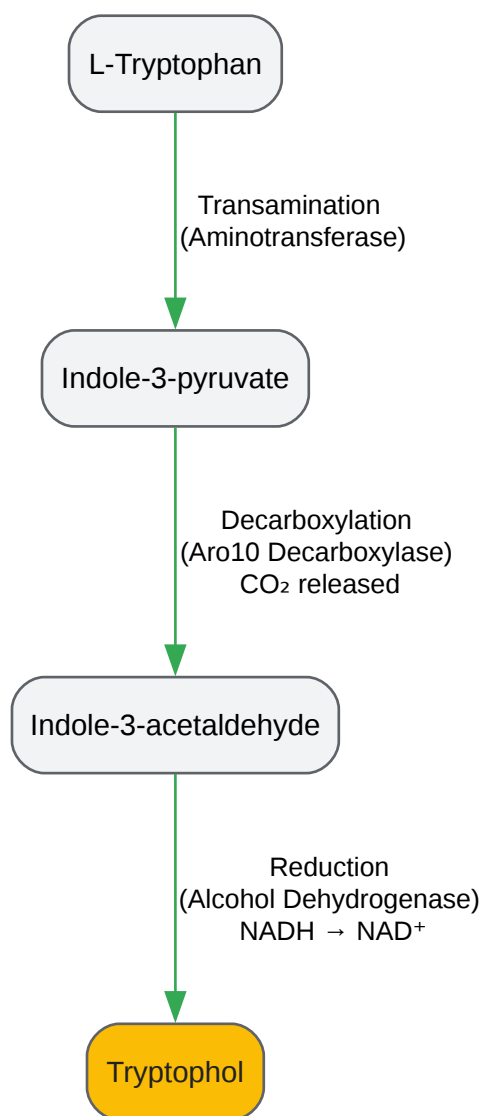 L-Tryptophan
Transamination
(Aminotransferase)
Indole-3-pyruvate
Decarboxylation
(Aro10 Decarboxylase)
CO₂ released
Indole-3-acetaldehyde
Reduction
(Alcohol Dehydrogenase)
NADH → NAD⁺
Tryptophol